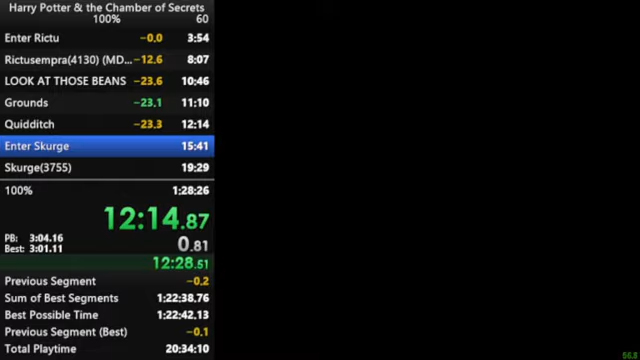 Harry Potter & the Chamber of Secrets
100% 60
Enter Rictu −0.0 3:54
Rictusempra(4130) (MD... −12.6 8:07
LOOK AT THOSE BEANS −23.6 10:46
Grounds −23.1 11:10
Quidditch −23.3 12:14
Enter Skurge 15:41
Skurge(3755) 19:29
100% 1:28:26
12:14.87
PB: 3:04.16 0.81
Best: 3:01.11
12:28.51
Previous Segment −0.2
Sum of Best Segments 1:22:38.76
Best Possible Time 1:22:42.13
Previous Segment (Best) −0.1
Total Playtime 20:34:10